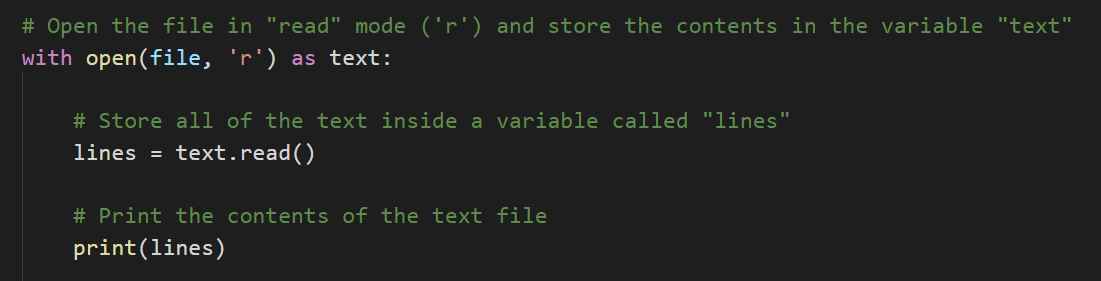 # Open the file in "read" mode ('r') and store the contents in the variable "text"
with open(file, 'r') as text:
# Store all of the text inside a variable called "lines"
lines = text.read()
# Print the contents of the text file
print(lines)